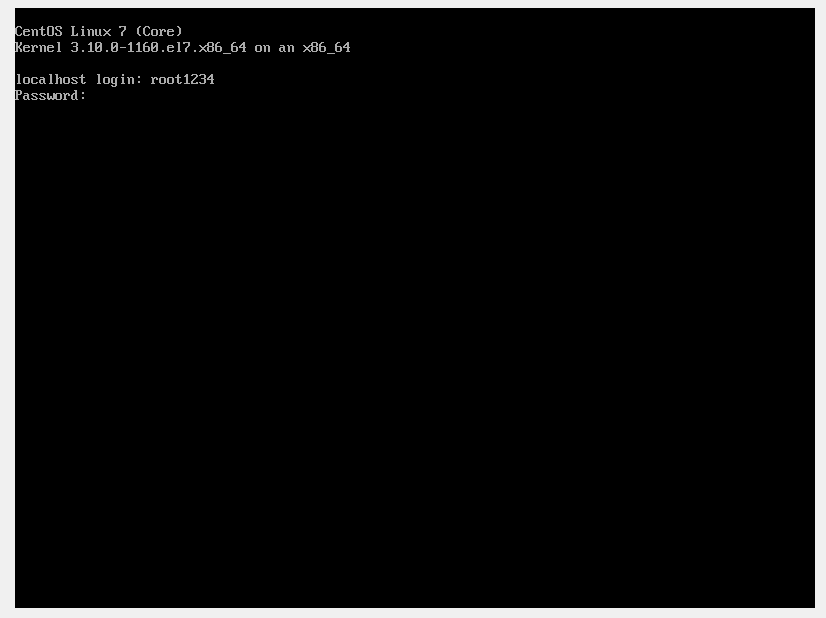 CentOS Linux 7 (Core)
Kernel 3.10.0-1160.el7.x86_64 on an x86_64
localhost login: root1234
Password: